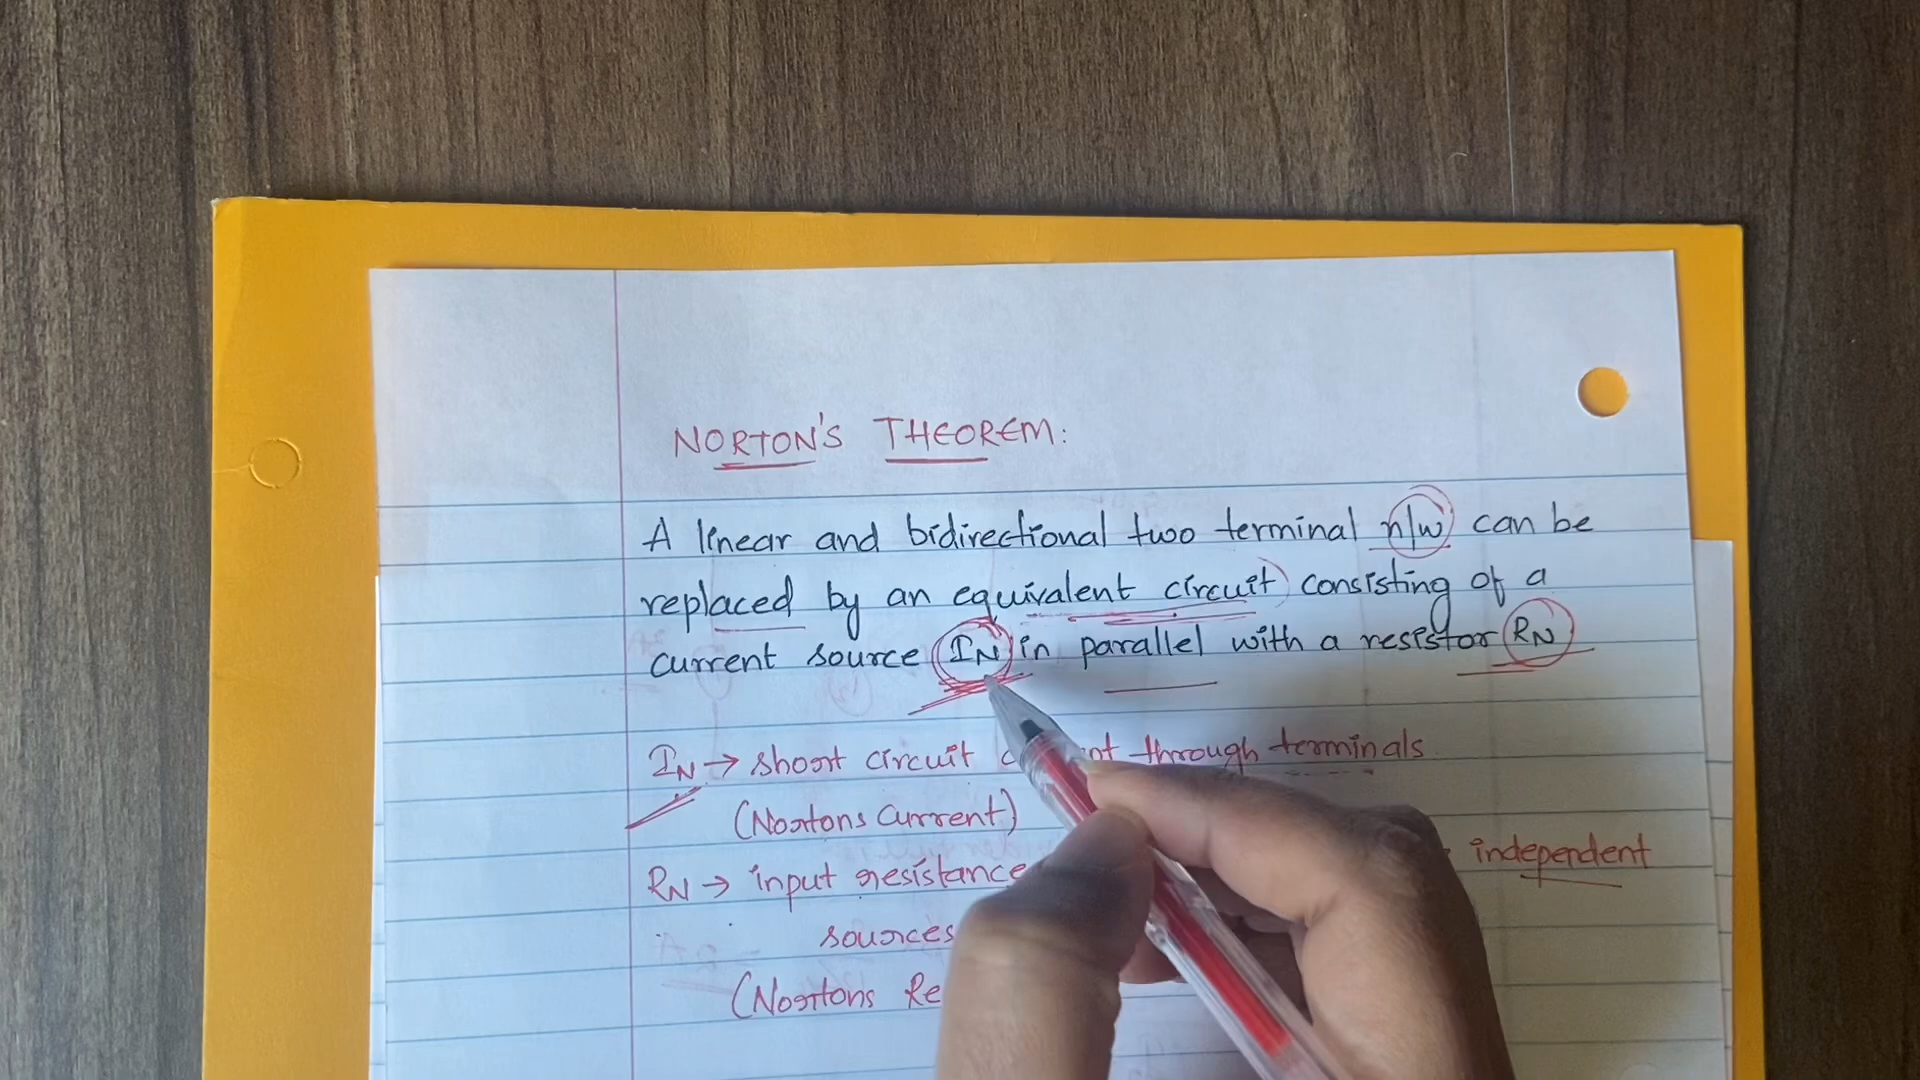 NORTON'S THEOREM:
A linear and bidirectional two terminal n/w can be
replaced by an equivalent circuit consisting of a
current source IN in parallel with a resistor RN
IN → short circuit through terminals
(Nortons Current)
RN → input resistance independent
sources
(Nortons